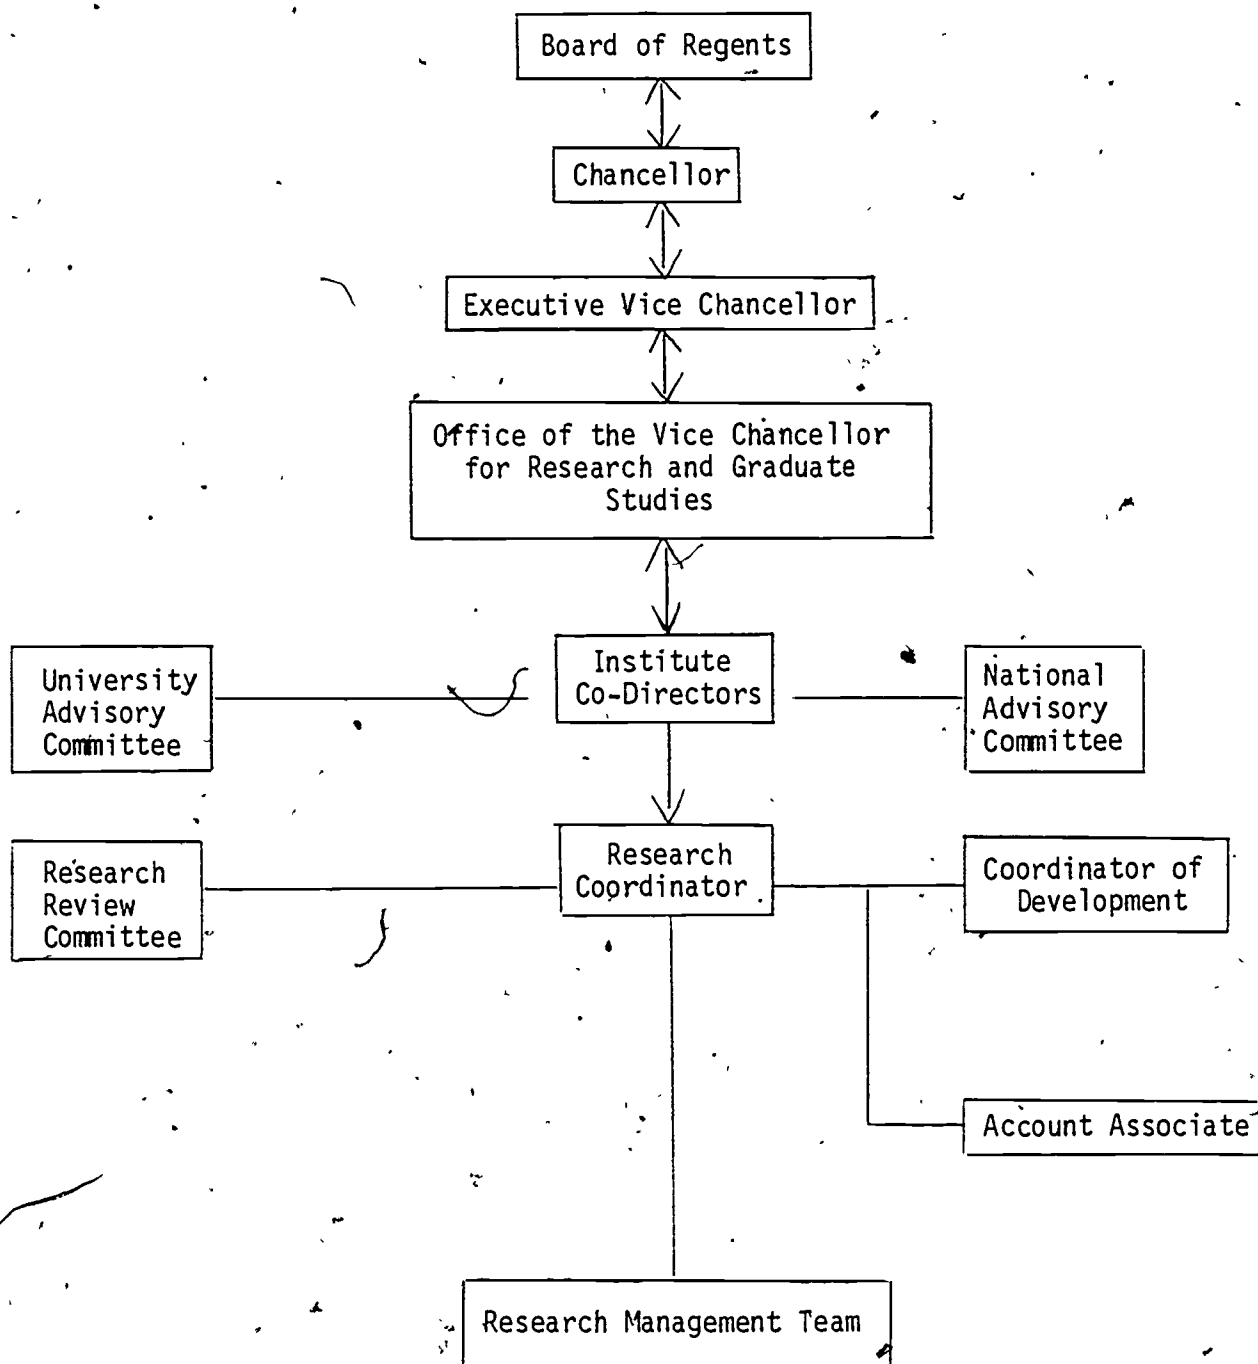 Board of Regents
Chancellor
Executive Vice Chancellor
Office of the Vice Chancellor
for Research and Graduate
Studies
University
Advisory
Committee
Institute
Co-Directors
National
Advisory
Committee
Research
Review
Committee
Research
Coordinator
Coordinator of
Development
Account Associate
Research Management Team